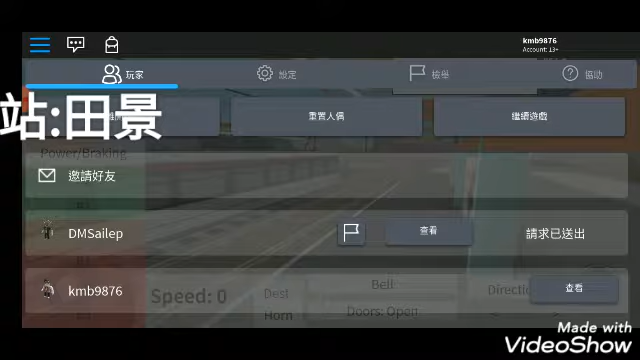 kmb9876
Account: 13+
玩家
設定
檢舉
協助
站:田景
重置人偶
繼續遊戲
Power/Braking
邀請好友
DMSailep
查看
請求已送出
kmb9876
查看
Speed: 0
Dest
Bell:
Horn
Doors: Open
Made with
VideoShow